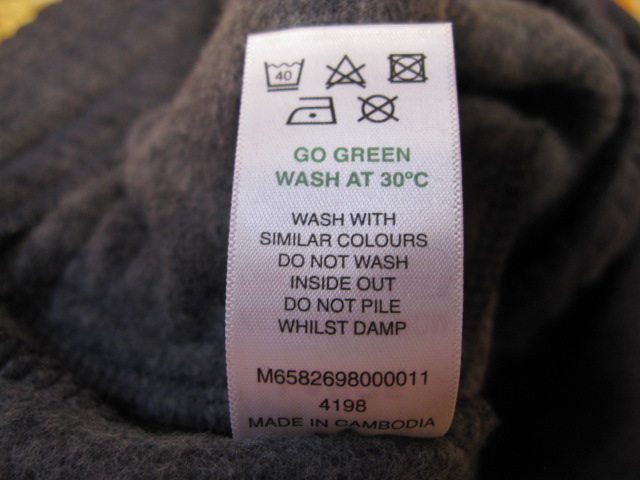 40
GO GREEN
WASH AT 30°C
WASH WITH
SIMILAR COLOURS
DO NOT WASH
INSIDE OUT
DO NOT PILE
WHILST DAMP
M6582698000011
4198
MADE IN CAMBODIA